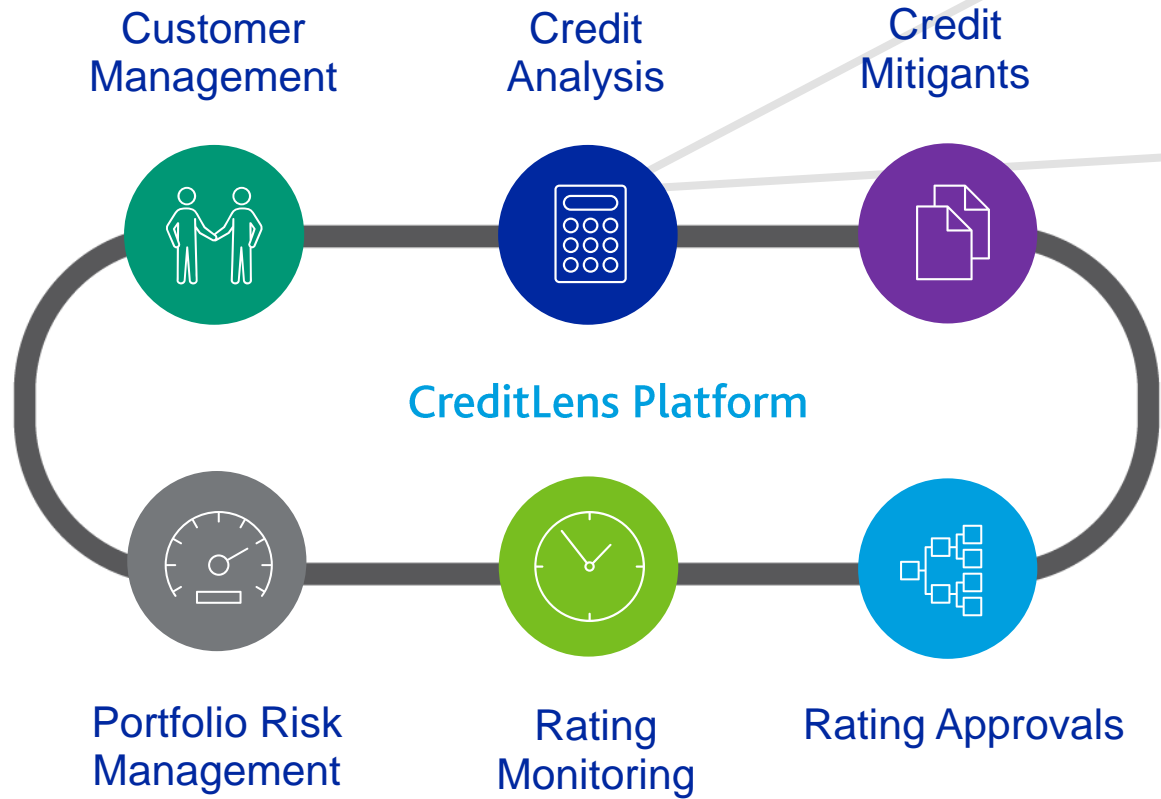 Customer
Management
Credit
Analysis
Credit
Mitigants
CreditLens Platform
Portfolio Risk
Management
Rating
Monitoring
Rating Approvals